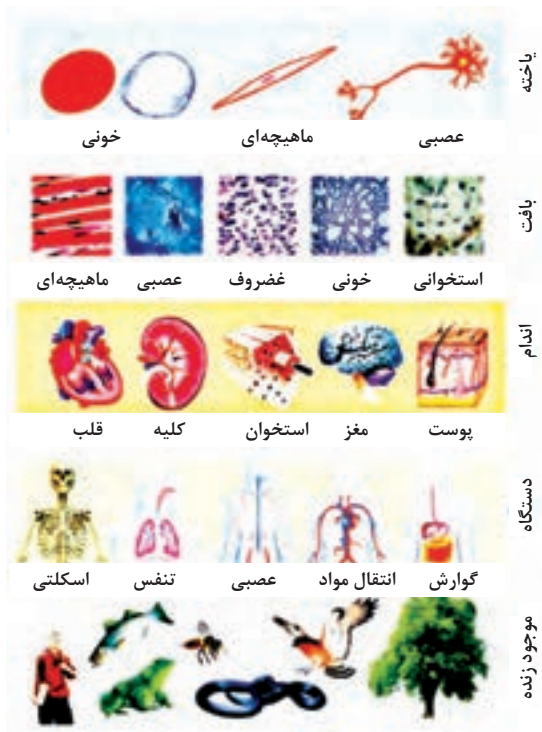 یاخته
عصبی ماهیچه‌ای خونی
بافت
استخوانی خونی غضروف عصبی ماهیچه‌ای
اندام
پوست مغز استخوان کلیه قلب
دستگاه
گوارش انتقال مواد عصبی تنفس اسکلتی
موجود زنده